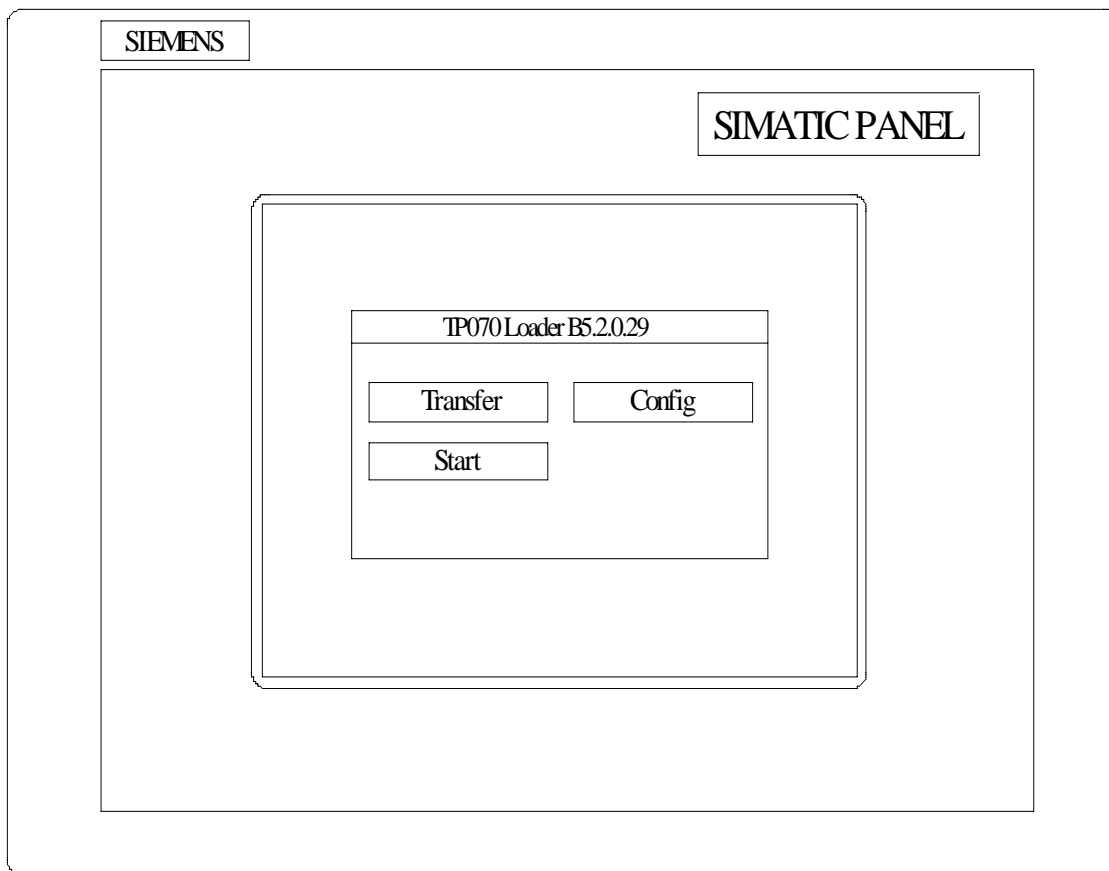 SIEMENS
SIMATIC PANEL
TP070 Loader B5.2.0.29
Transfer
Config
Start